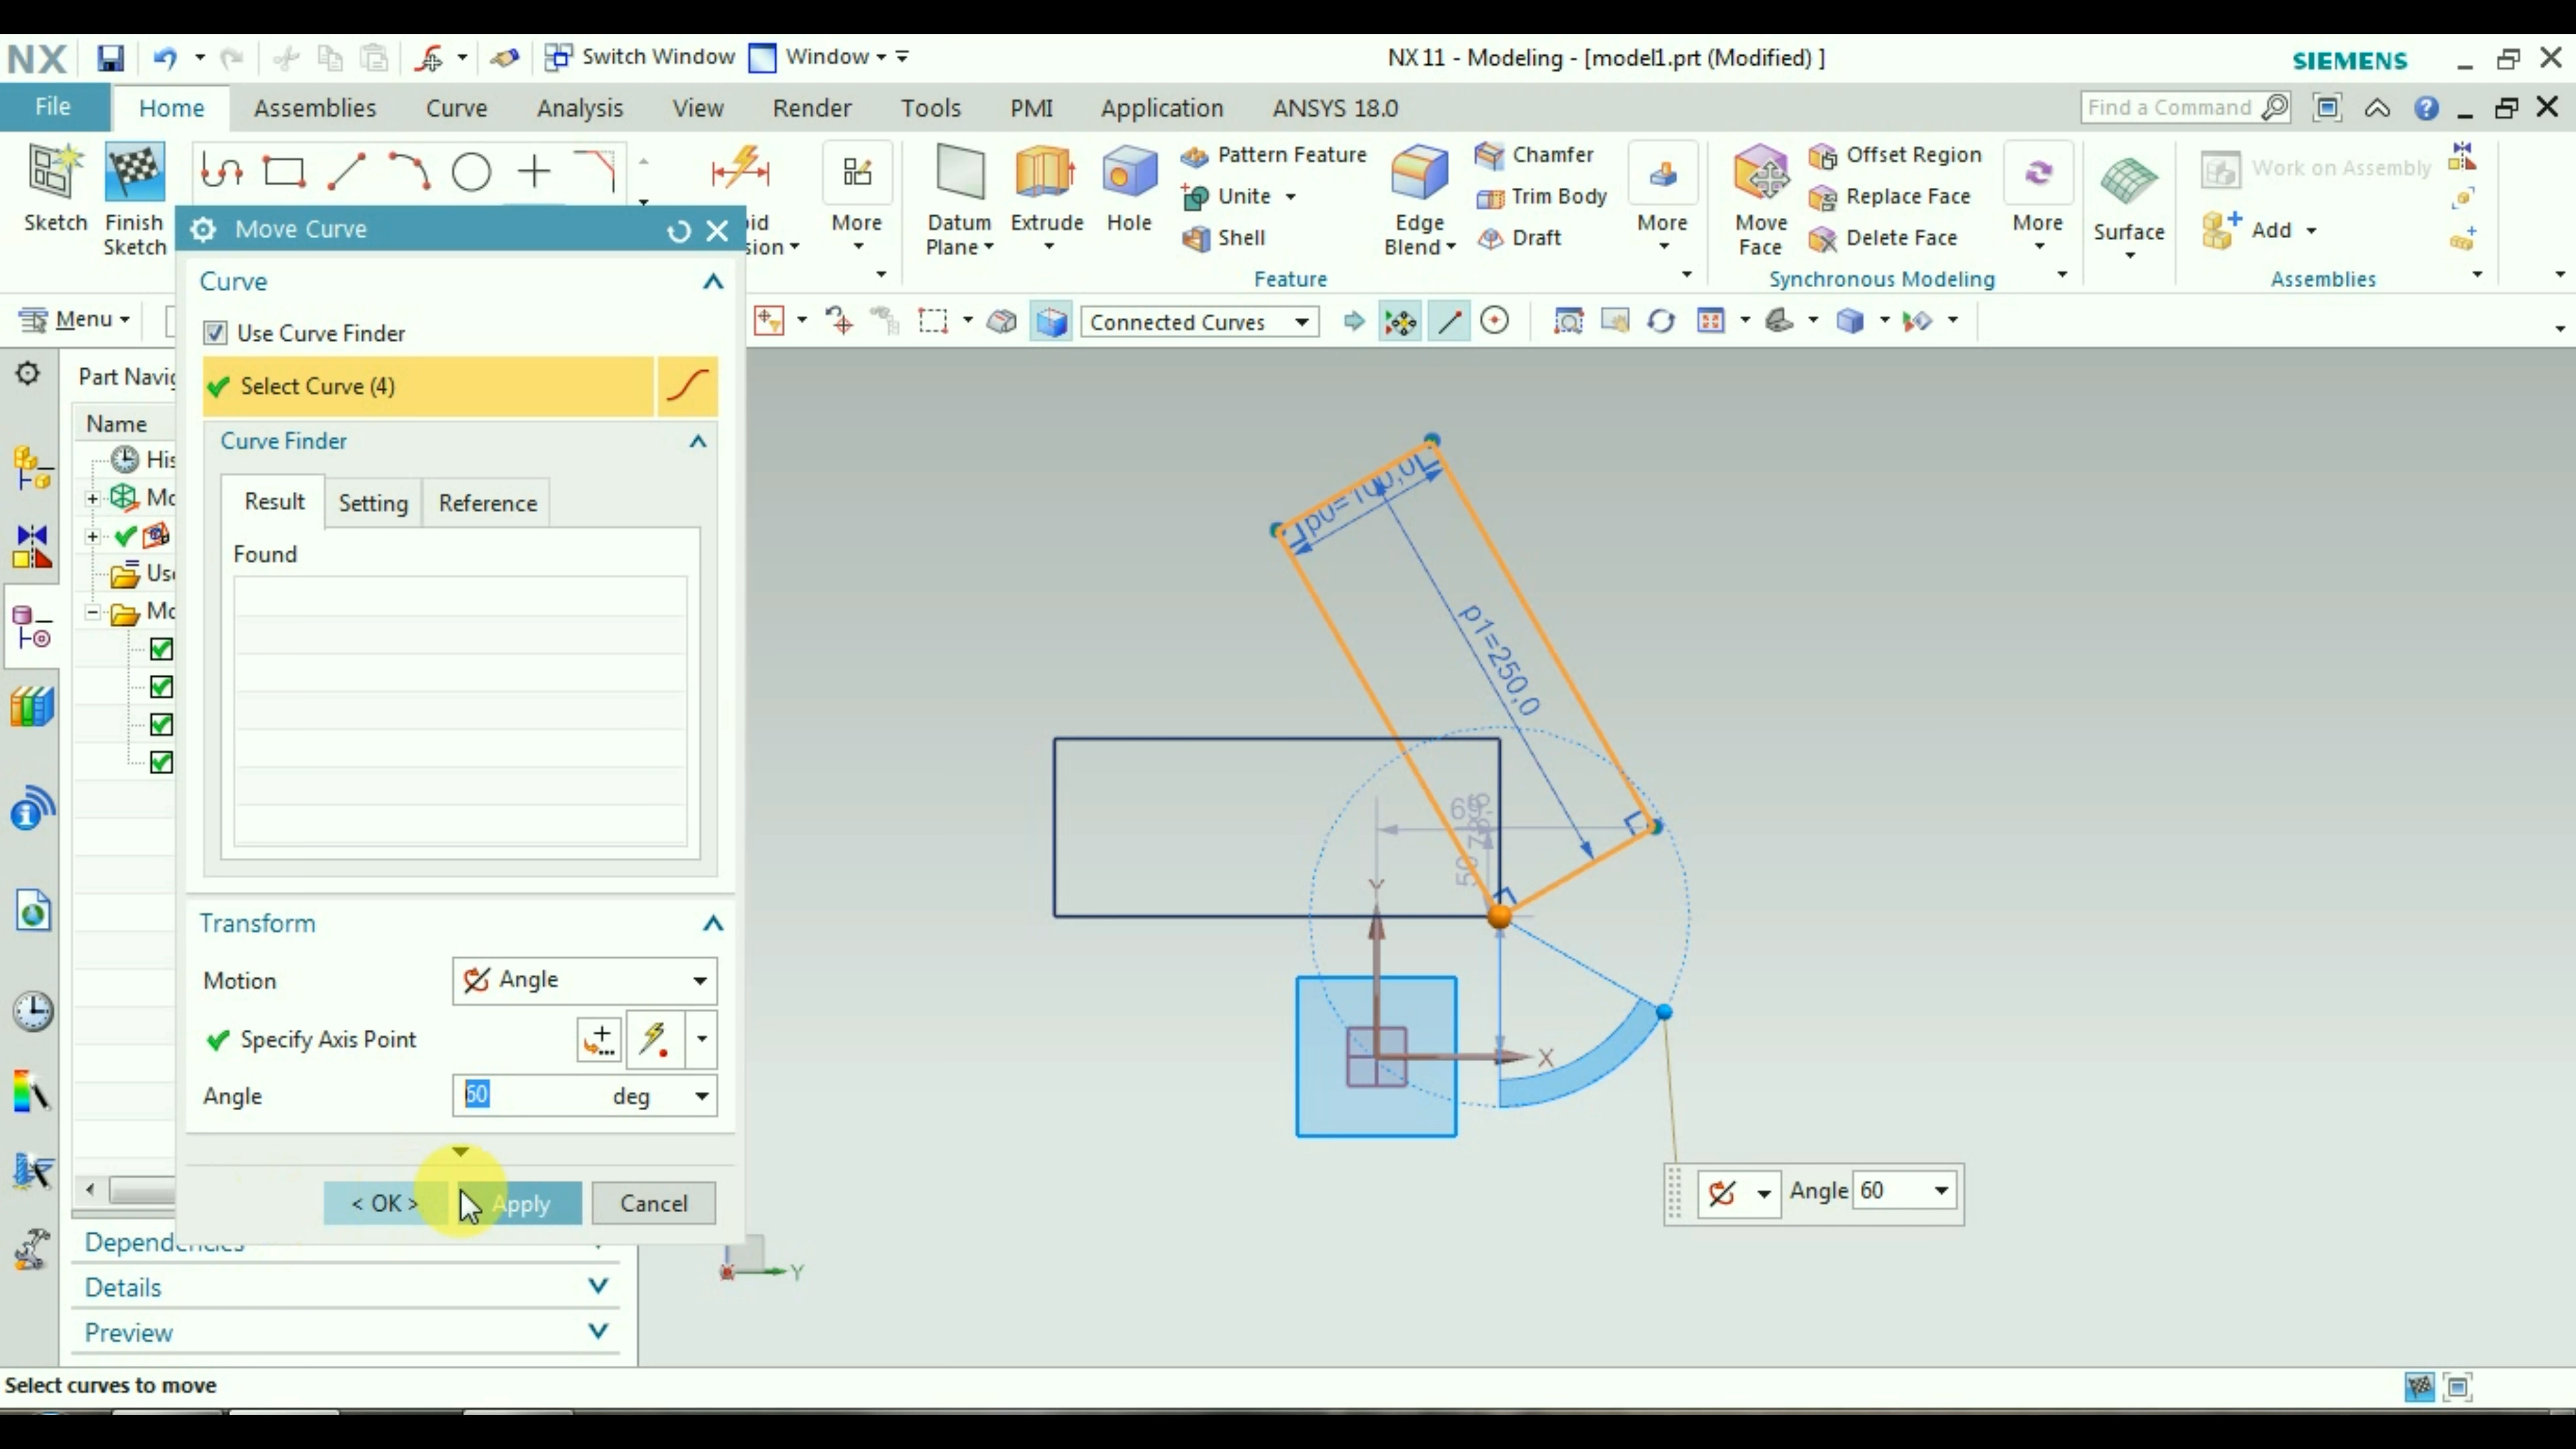 NX
Switch Window
Window
NX 11 - Modeling - [model1.prt (Modified) ]
SIEMENS
File
Home
Assemblies
Curve
Analysis
View
Render
Tools
PMI
Application
ANSYS 18.0
Find a Command
Sketch
Finish Sketch
More
Datum Plane
Extrude
Hole
Pattern Feature
Unite
Shell
Edge Blend
Chamfer
Trim Body
Draft
More
Feature
Move Face
Offset Region
Replace Face
Delete Face
More
Synchronous Modeling
Surface
Work on Assembly
Add
Assemblies
Menu
Connected Curves
Move Curve
Curve
Use Curve Finder
Select Curve (4)
Curve Finder
Result
Setting
Reference
Found
Transform
Motion
Angle
Specify Axis Point
Angle
60
deg
< OK >
Apply
Cancel
Part Navig
Name
His
Mo
Use
Mo
Dependencies
Details
Preview
p1=250,0
Y
X
Y
Angle
60
Select curves to move